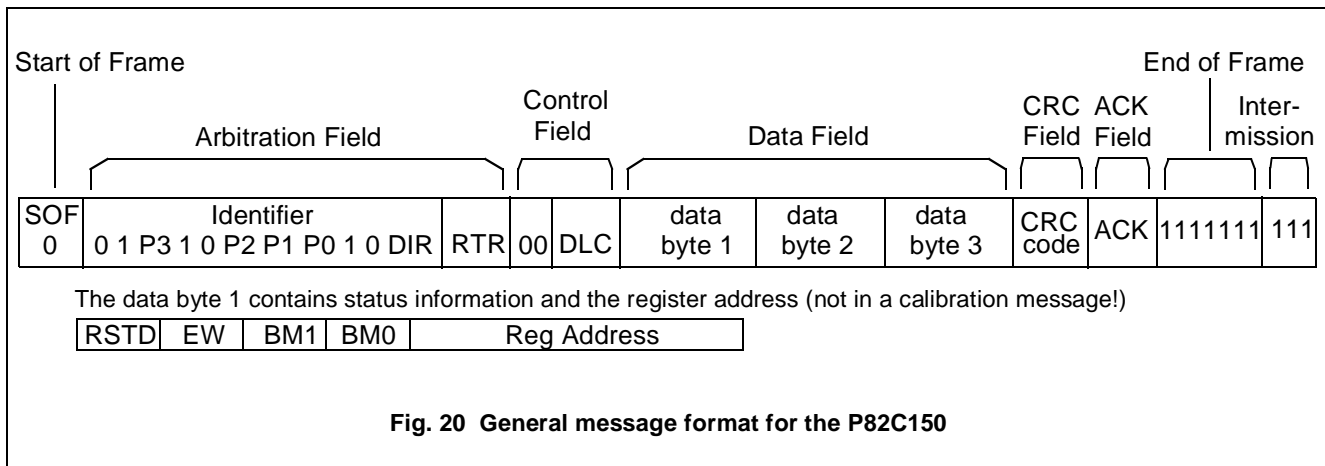 Start of Frame
End of Frame
Arbitration Field
Control
Field
Data Field
CRC
Field
ACK
Field
Inter-
mission
SOF
0
Identifier
0 1 P3 1 0 P2 P1 P0 1 0 DIR
RTR
00
DLC
data
byte 1
data
byte 2
data
byte 3
CRC
code
ACK
1111111
111
The data byte 1 contains status information and the register address (not in a calibration message!)
RSTD EW BM1 BM0 Reg Address
Fig. 20 General message format for the P82C150